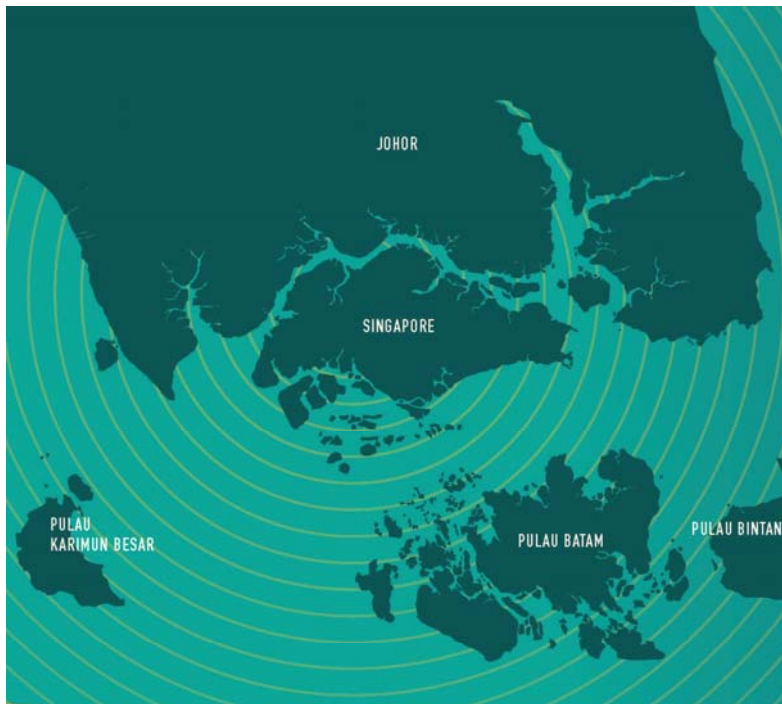 JOHOR
SINGAPORE
PULAU
KARIMUN BESAR
PULAU BATAM
PULAU BINTAN